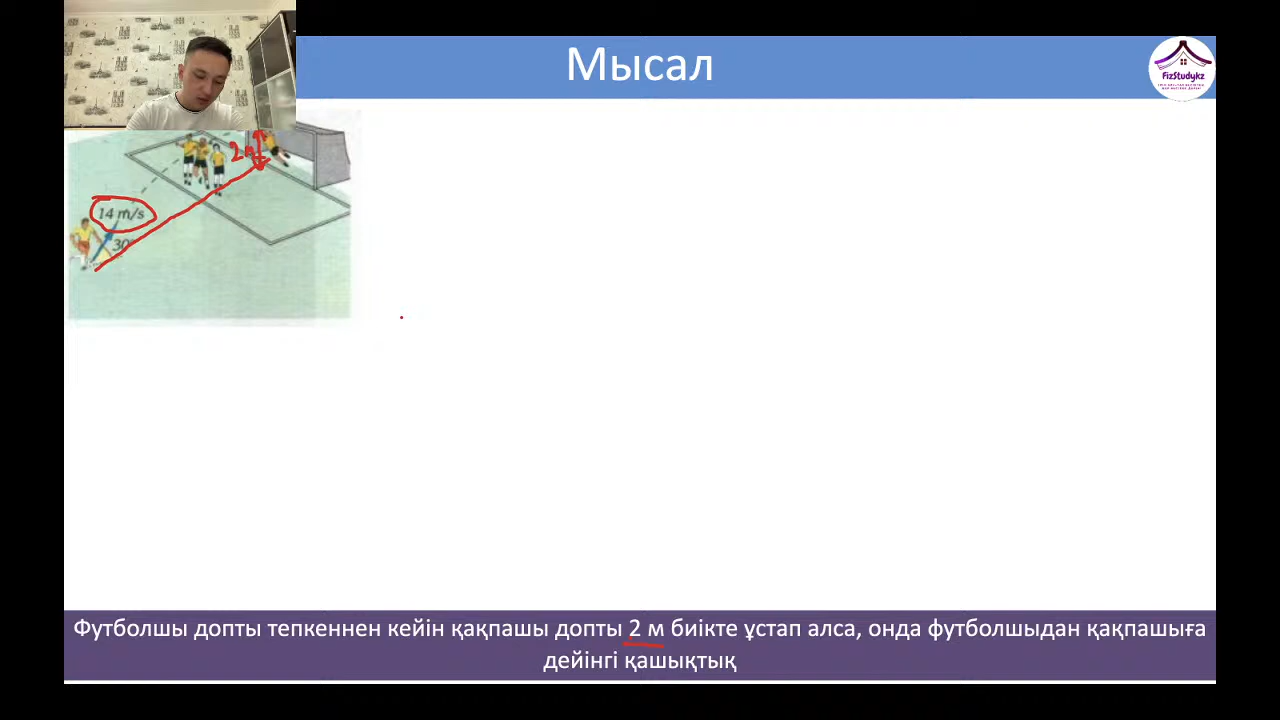 Мысал
FizStudykz
2 м
14 m/s
30°
Футболшы допты тепкеннен кейін қақпашы допты 2 м биікте ұстап алса, онда футболшыдан қақпашыға
дейінгі қашықтық